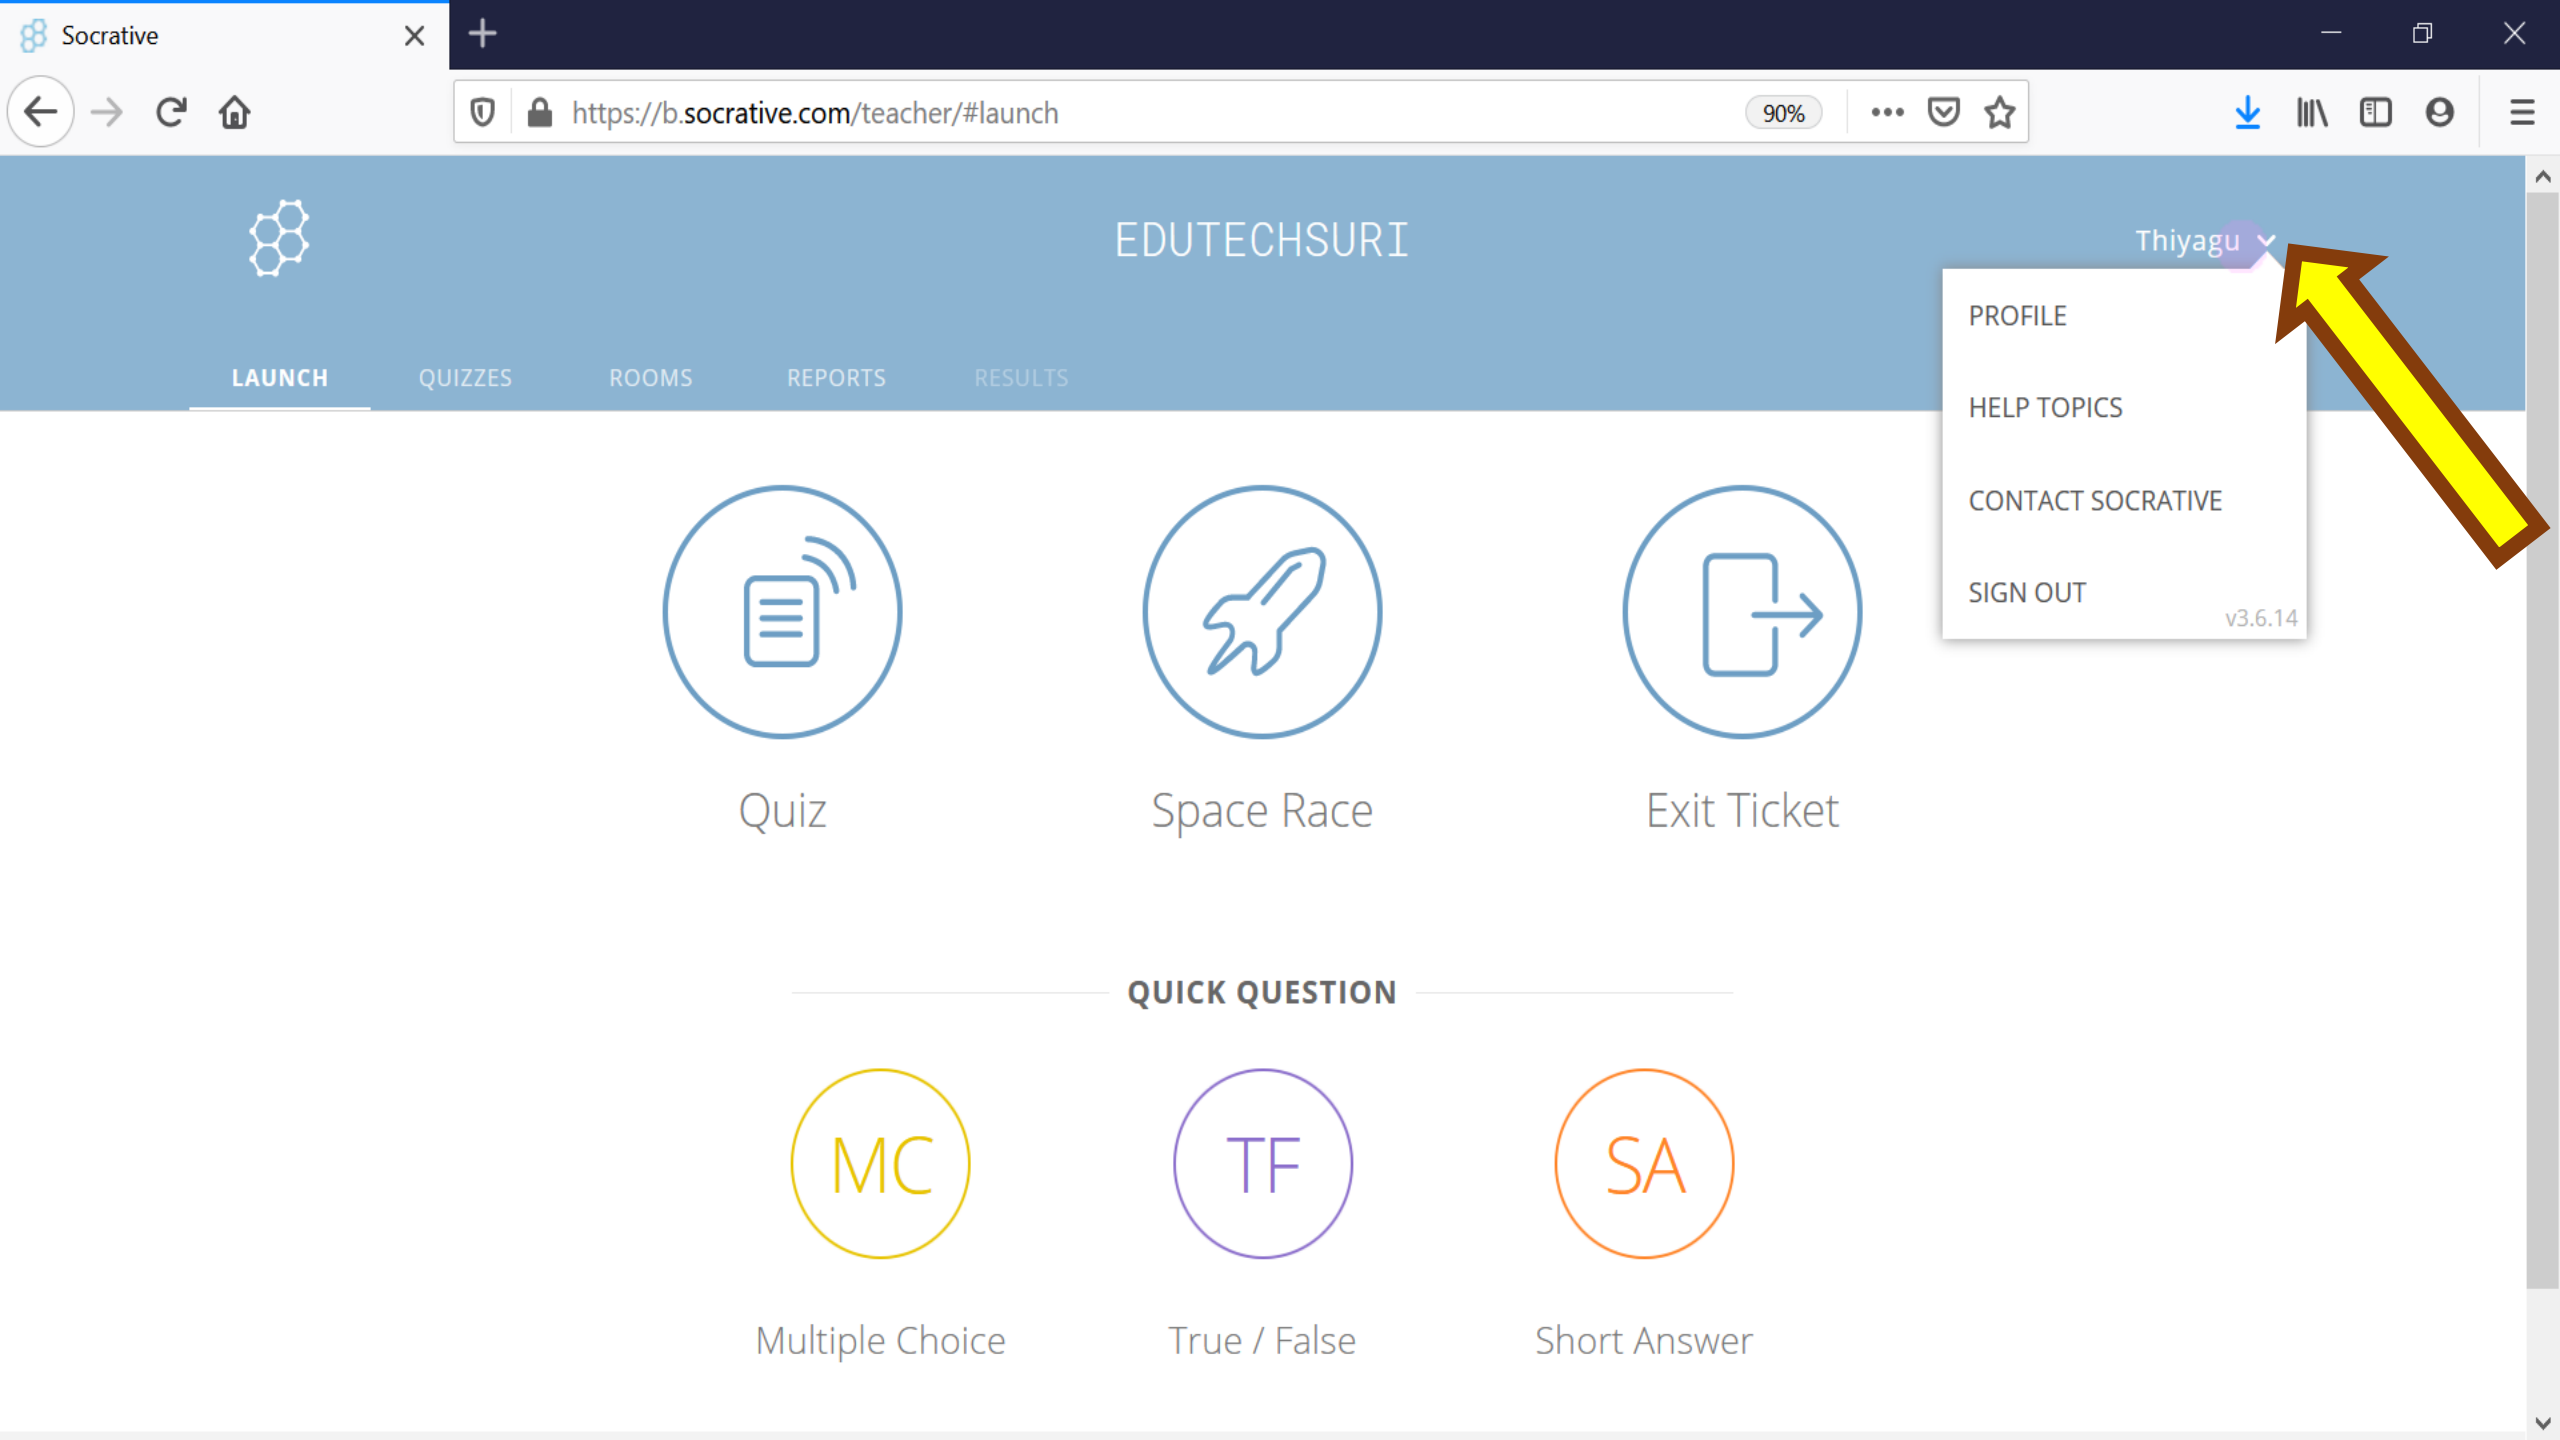 Socrative
https://b.socrative.com/teacher/#launch
90%
EDUTECHSURI
Thiyagu
PROFILE
HELP TOPICS
CONTACT SOCRATIVE
SIGN OUT
v3.6.14
LAUNCH QUIZZES ROOMS REPORTS RESULTS
Quiz Space Race Exit Ticket
QUICK QUESTION
MC TF SA
Multiple Choice True / False Short Answer